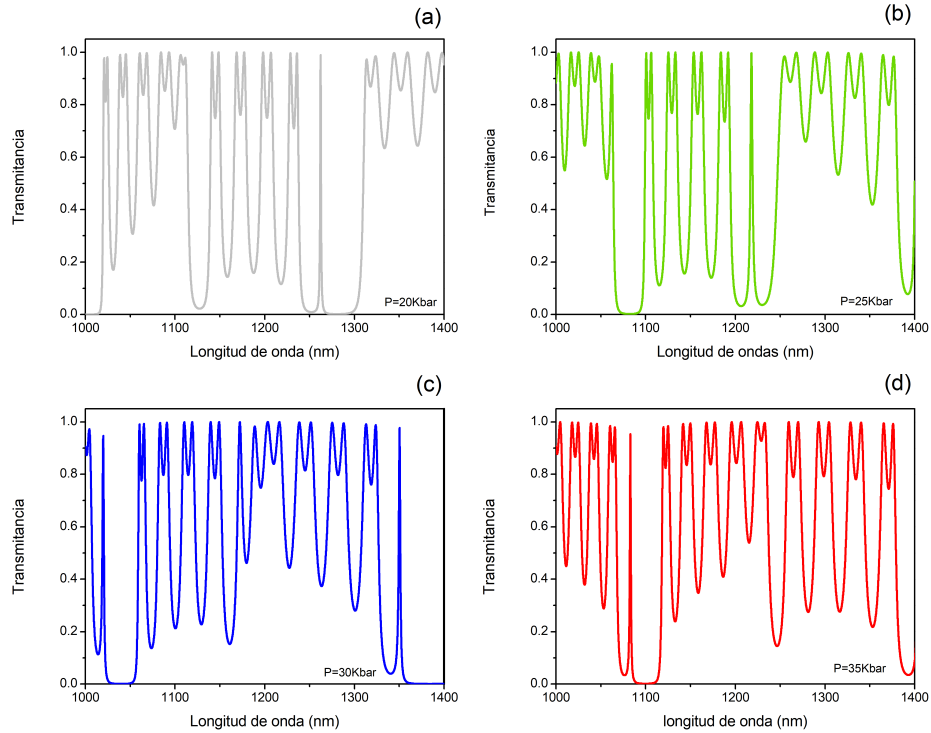 (a)
1.0
0.8
0.6
0.4
0.2
0.0
Transmitancia
P=20Kbar
1000 1100 1200 1300 1400
Longitud de onda (nm)
(b)
1.0
0.8
0.6
0.4
0.2
0.0
Transmitancia
P=25Kbar
1000 1100 1200 1300 1400
Longitud de ondas (nm)
(c)
1.0
0.8
0.6
0.4
0.2
0.0
Transmitancia
P=30Kbar
1000 1100 1200 1300 1400
Longitud de onda (nm)
(d)
1.0
0.8
0.6
0.4
0.2
0.0
Transmitancia
P=35Kbar
1000 1100 1200 1300 1400
longitud de onda (nm)